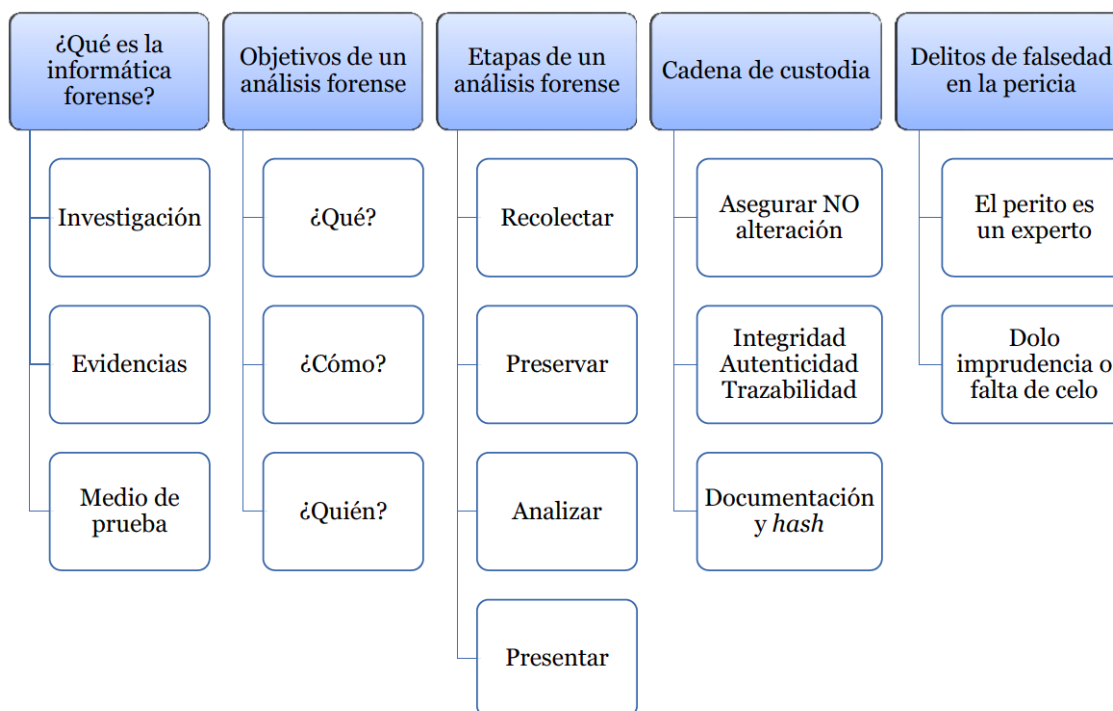 ¿Qué es la
informática
forense?
Investigación
Evidencias
Medio de
prueba
Objetivos de un
análisis forense
¿Qué?
¿Cómo?
¿Quién?
Etapas de un
análisis forense
Recolectar
Preservar
Analizar
Presentar
Cadena de custodia
Asegurar NO
alteración
Integridad
Autenticidad
Trazabilidad
Documentación
y hash
Delitos de falsedad
en la pericia
El perito es
un experto
Dolo
imprudencia o
falta de celo